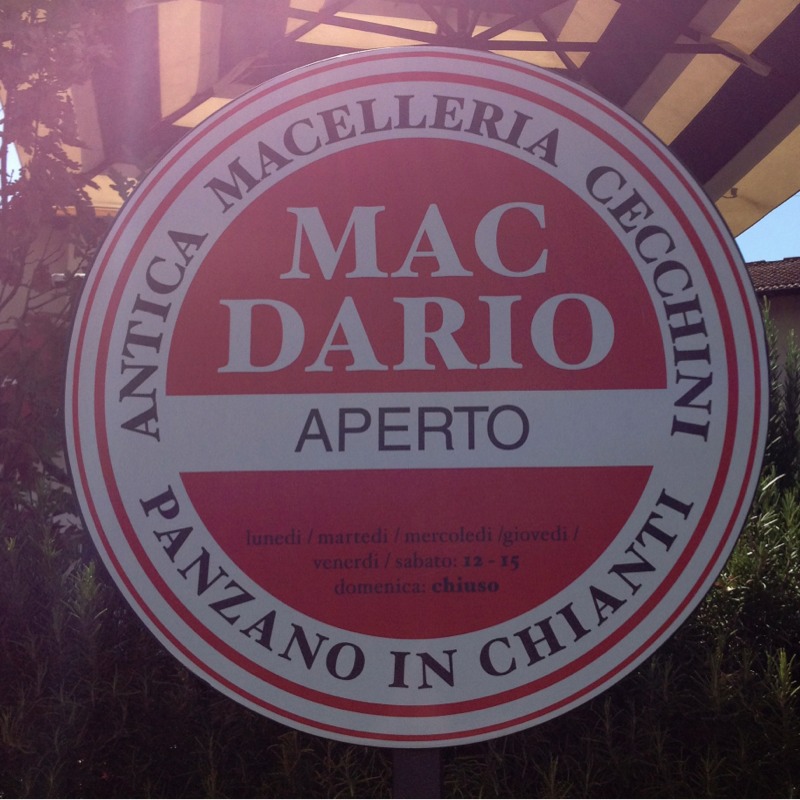 ANTICA MACELLERIA CECCHINI
MAC
DARIO
APERTO
lunedi / martedi / mercoledi /giovedi /
venerdi / sabato: 12 - 15
domenica: chiuso
PANZANO IN CHIANTI